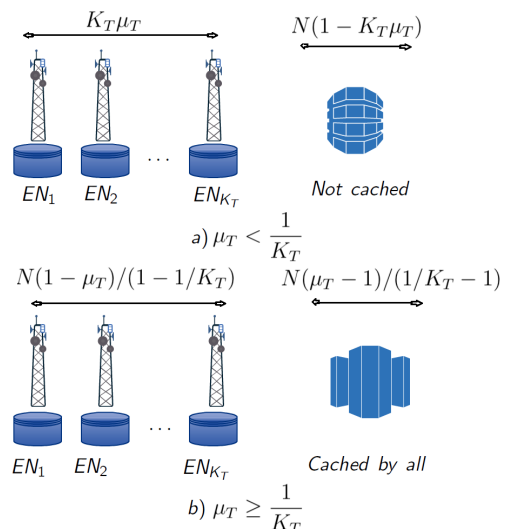 K_Tμ_T N(1 − K_Tμ_T)
EN_1 EN_2 ... EN_{K_T} Not cached
a) μ_T < 1/K_T
N(1 − μ_T)/(1 − 1/K_T) N(μ_T − 1)/(1/K_T − 1)
EN_1 EN_2 ... EN_{K_T} Cached by all
b) μ_T ≥ 1/K_T